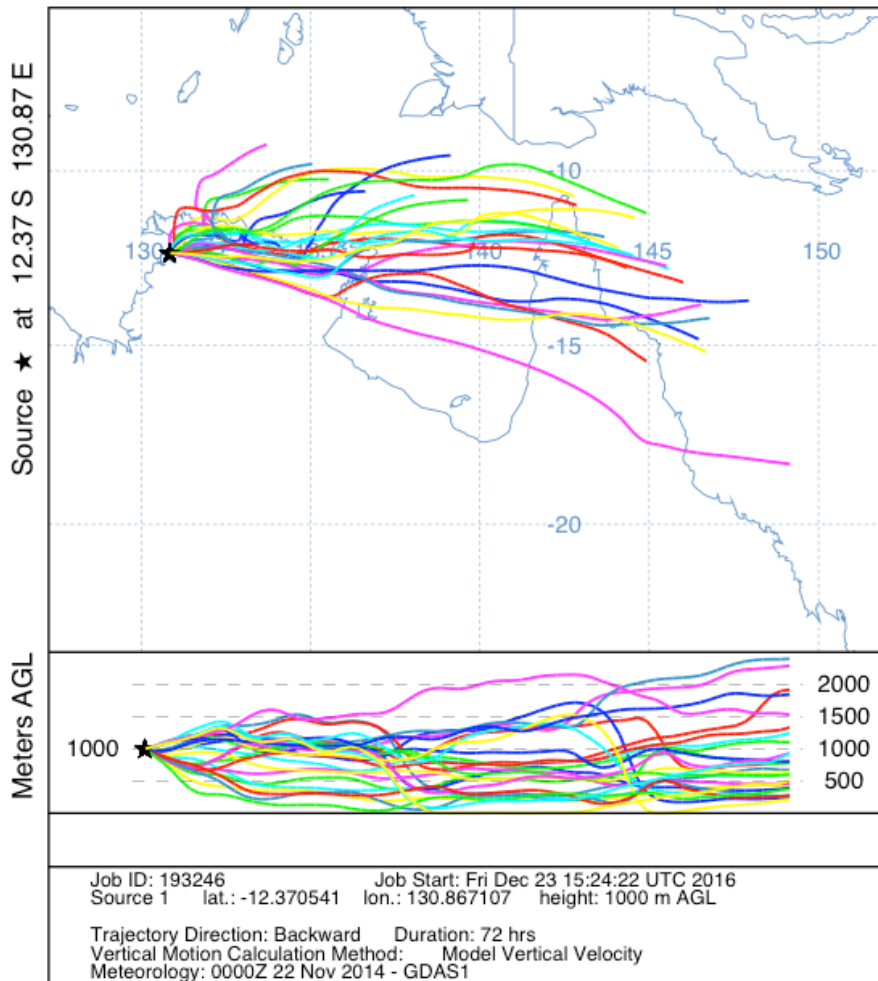 Source ★ at 12.37 S 130.87 E
-10
130
140
145
150
-15
-20
Meters AGL
1000
2000
1500
1000
500
Job ID: 193246 Job Start: Fri Dec 23 15:24:22 UTC 2016
Source 1 lat.: -12.370541 lon.: 130.867107 height: 1000 m AGL
Trajectory Direction: Backward Duration: 72 hrs
Vertical Motion Calculation Method: Model Vertical Velocity
Meteorology: 0000Z 22 Nov 2014 - GDAS1